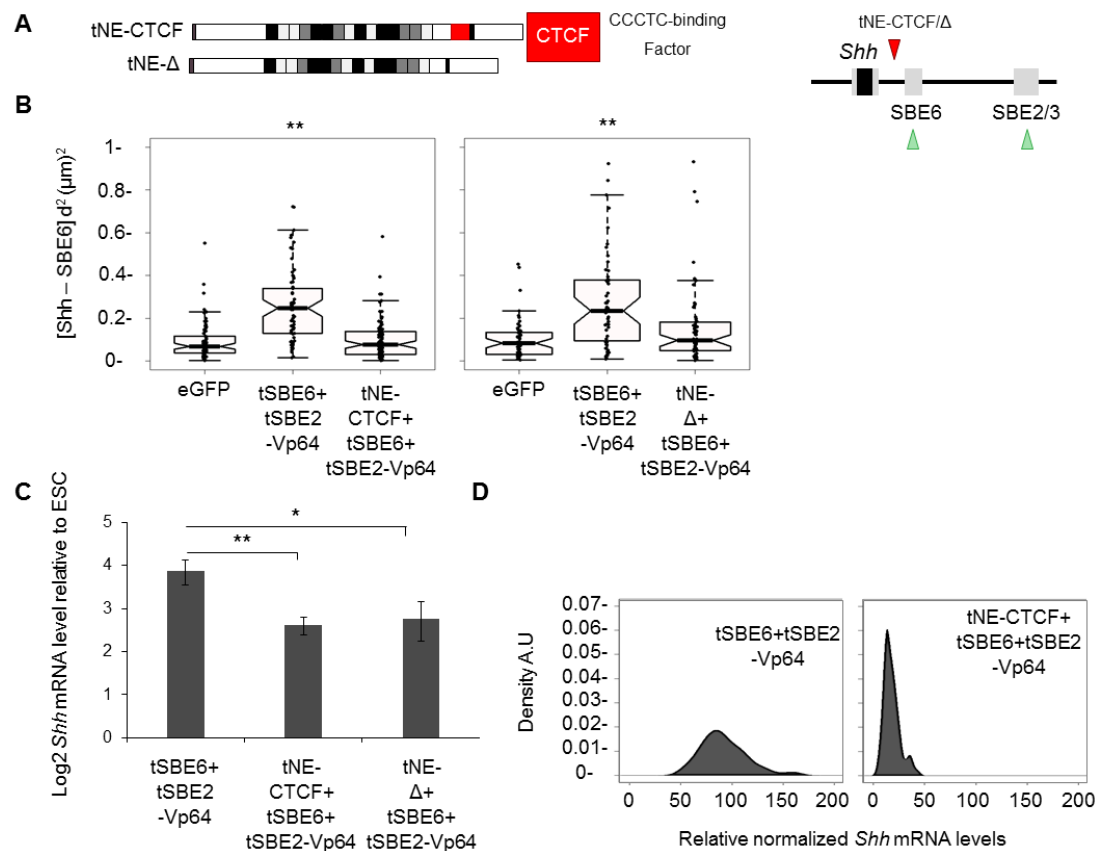 A
tNE-CTCF
tNE-Δ
CTCF
CCCTC-binding
Factor
tNE-CTCF/Δ
Shh
SBE6
SBE2/3
B
[Shh – SBE6] d² (µm)²
1-
0.8-
0.6-
0.4-
0.2-
0-
**
**
eGFP
tSBE6+
tSBE2
-Vp64
tNE-
CTCF+
tSBE6+
tSBE2-Vp64
eGFP
tSBE6+
tSBE2
-Vp64
tNE-
Δ+
tSBE6+
tSBE2-Vp64
C
Log2 Shh mRNA level relative to ESC
5
4
3
2
1
0
*
**
tSBE6+
tSBE2
-Vp64
tNE-
CTCF+
tSBE6+
tSBE2-Vp64
tNE-
Δ+
tSBE6+
tSBE2-Vp64
D
Density A.U
0.07-
0.06-
0.05-
0.04-
0.03-
0.02-
0.01-
0-
tSBE6+tSBE2
-Vp64
tNE-CTCF+
tSBE6+tSBE2
-Vp64
0 50 100 150 200
0 50 100 150 200
Relative normalized Shh mRNA levels